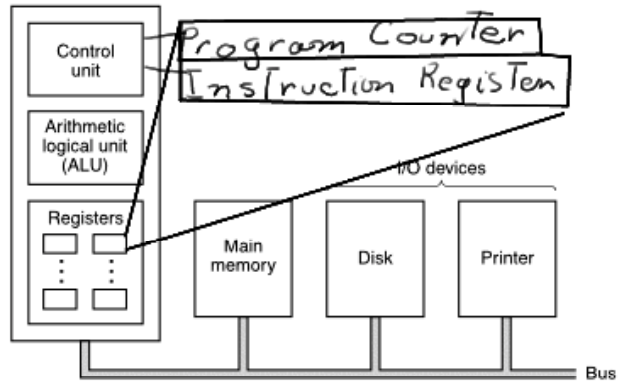 Control
unit
Program Counter
Instruction Register
Arithmetic
logical unit
(ALU)
I/O devices
Registers
Main
memory
Disk
Printer
Bus